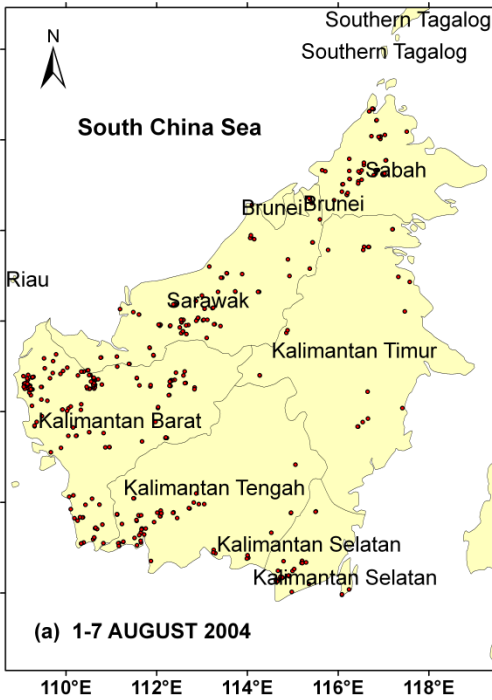 Southern Tagalog
Southern Tagalog
N
South China Sea
Sabah
Brunei
Brunei
Riau
Sarawak
Kalimantan Timur
Kalimantan Barat
Kalimantan Tengah
Kalimantan Selatan
Kalimantan Selatan
(a) 1-7 AUGUST 2004
110°E 112°E 114°E 116°E 118°E